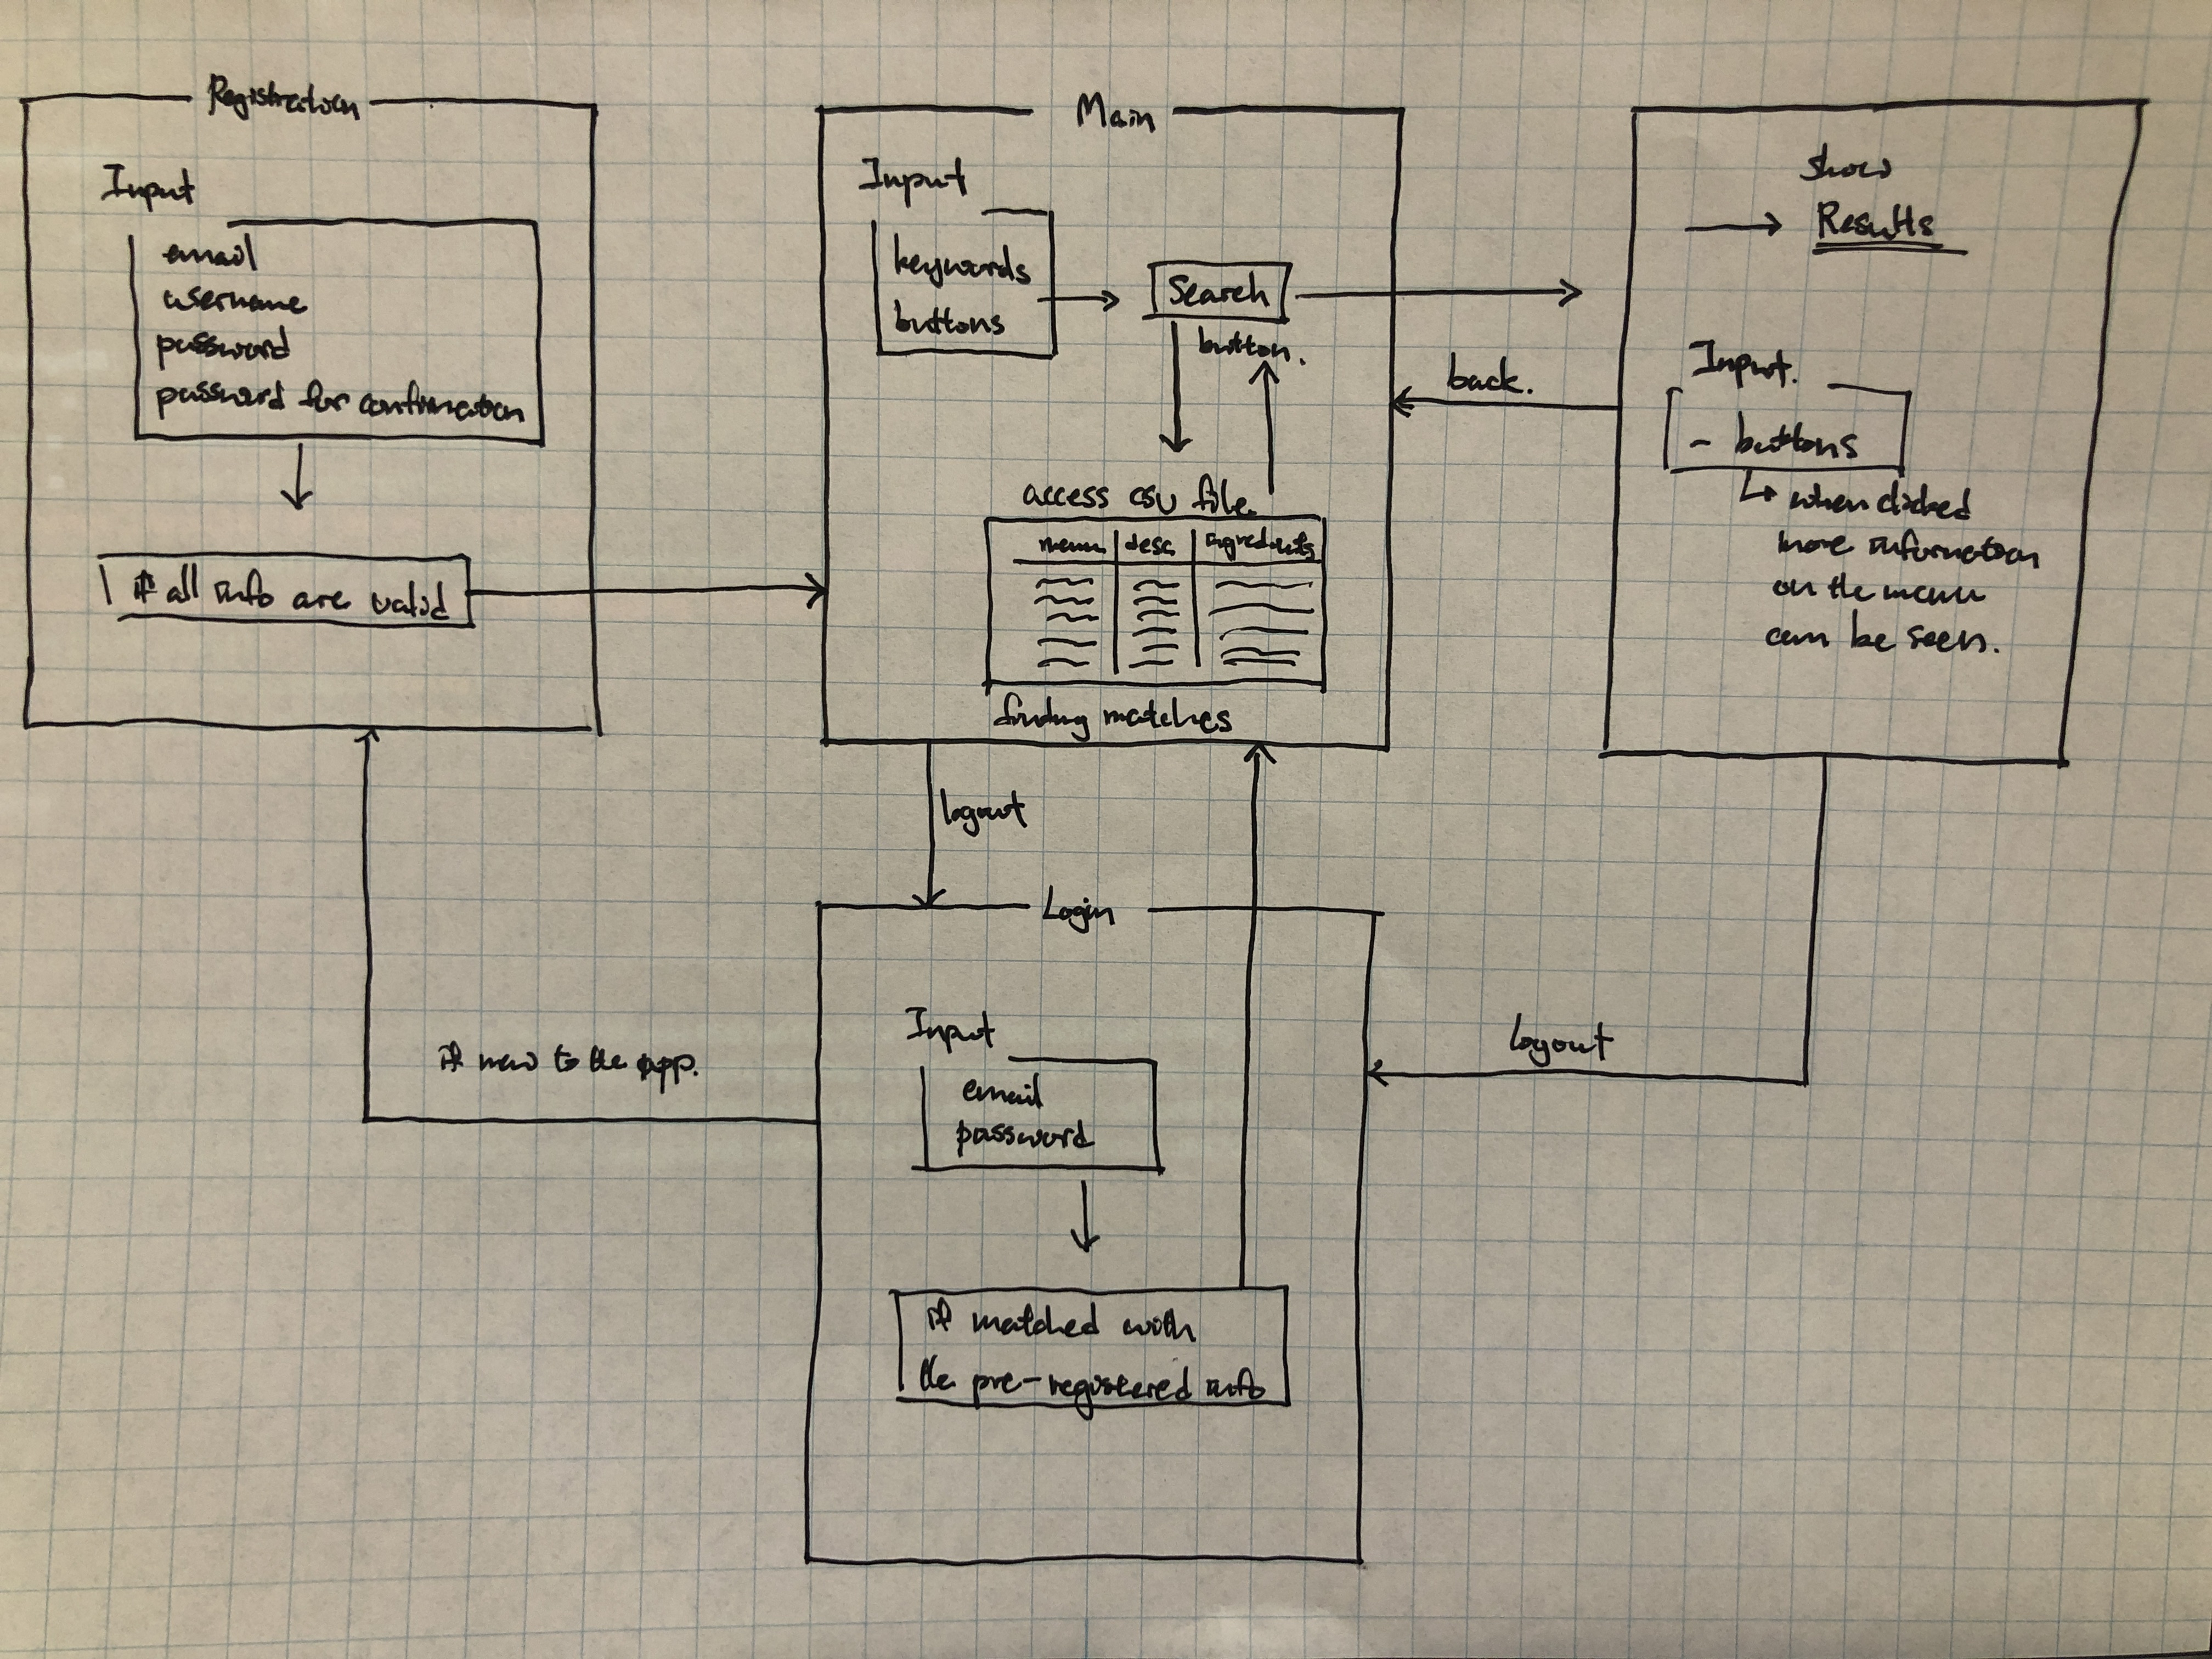 Registration
Input
email
username
password
password for confirmation
if all info are valid
Main
Input
keywords
buttons
Search
button.
access csv file
menu desc ingredients
finding matches
show
Results
back.
Input.
- buttons
when clicked
more information
on the menu
can be seen.
logout
Login
Input
email
password
if matched with
the pre-registered info
if new to the app.
logout